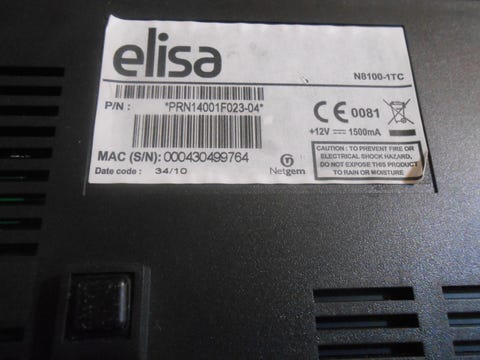 elisa
N8100-1TC
P/N : *PRN14001F023-04*
CE 0081
+12V 1500mA
MAC (S/N): 000430499764
Date code : 34/10
Netgem
CAUTION : TO PREVENT FIRE OR
ELECTRICAL SHOCK HAZARD,
DO NOT EXPOSE THIS PRODUCT
TO RAIN OR MOISTURE